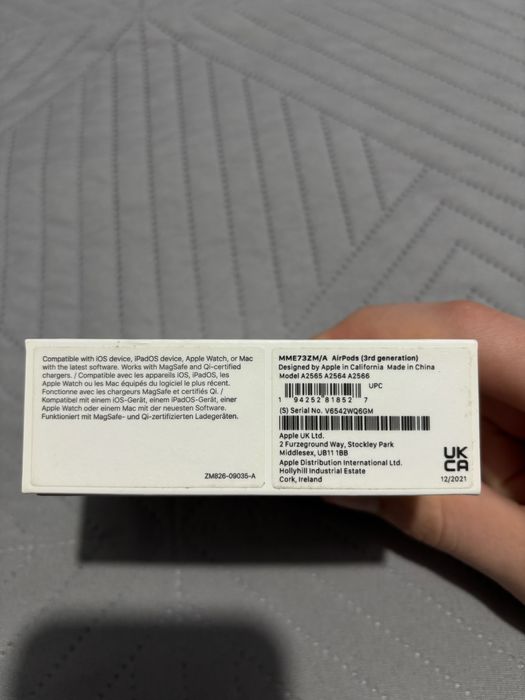 Compatible with iOS device, iPadOS device, Apple Watch, or Mac
with the latest software. Works with MagSafe and Qi-certified
chargers. / Compatible avec les appareils iOS, iPadOS, les
Apple Watch ou les Mac équipés du logiciel le plus récent.
Fonctionne avec les chargeurs MagSafe et certifiés Qi. /
Kompatibel mit einem iOS-Gerät, einem iPadOS-Gerät, einer
Apple Watch oder einem Mac mit der neuesten Software.
Funktioniert mit MagSafe- und Qi-zertifizierten Ladegeräten.
ZM826-09035-A
MME73ZM/A AirPods (3rd generation)
Designed by Apple in California Made in China
Model A2565 A2564 A2566
UPC
1 94252 81852 7
(S) Serial No. V6542WQ6GM
Apple UK Ltd.
2 Furzeground Way, Stockley Park
Middlesex, UB11 1BB
Apple Distribution International Ltd.
Hollyhill Industrial Estate
Cork, Ireland
UK
CA
12/2021